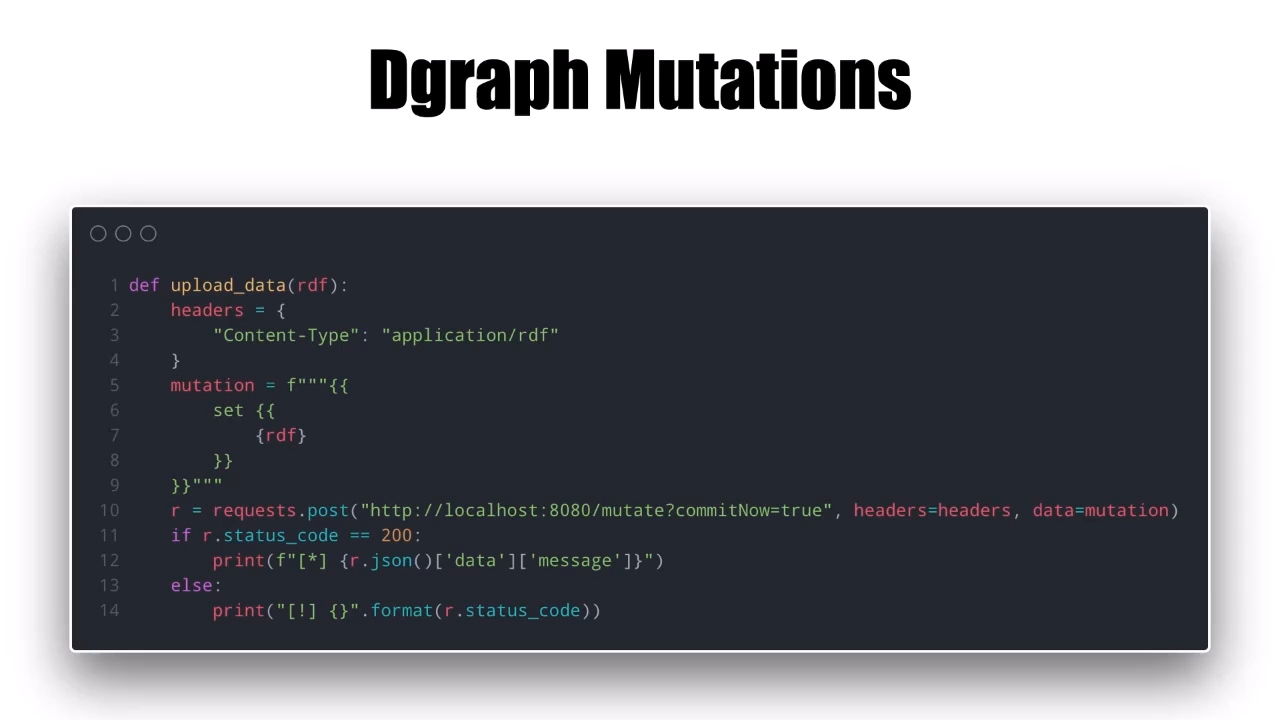 Dgraph Mutations
1 def upload_data(rdf):
2     headers = {
3         "Content-Type": "application/rdf"
4     }
5     mutation = f"""{{
6         set {{
7             {rdf}
8         }}
9     }}"""
10     r = requests.post("http://localhost:8080/mutate?commitNow=true", headers=headers, data=mutation)
11     if r.status_code == 200:
12         print(f"[*] {r.json()['data']['message']}")
13     else:
14         print("[!] {}".format(r.status_code))